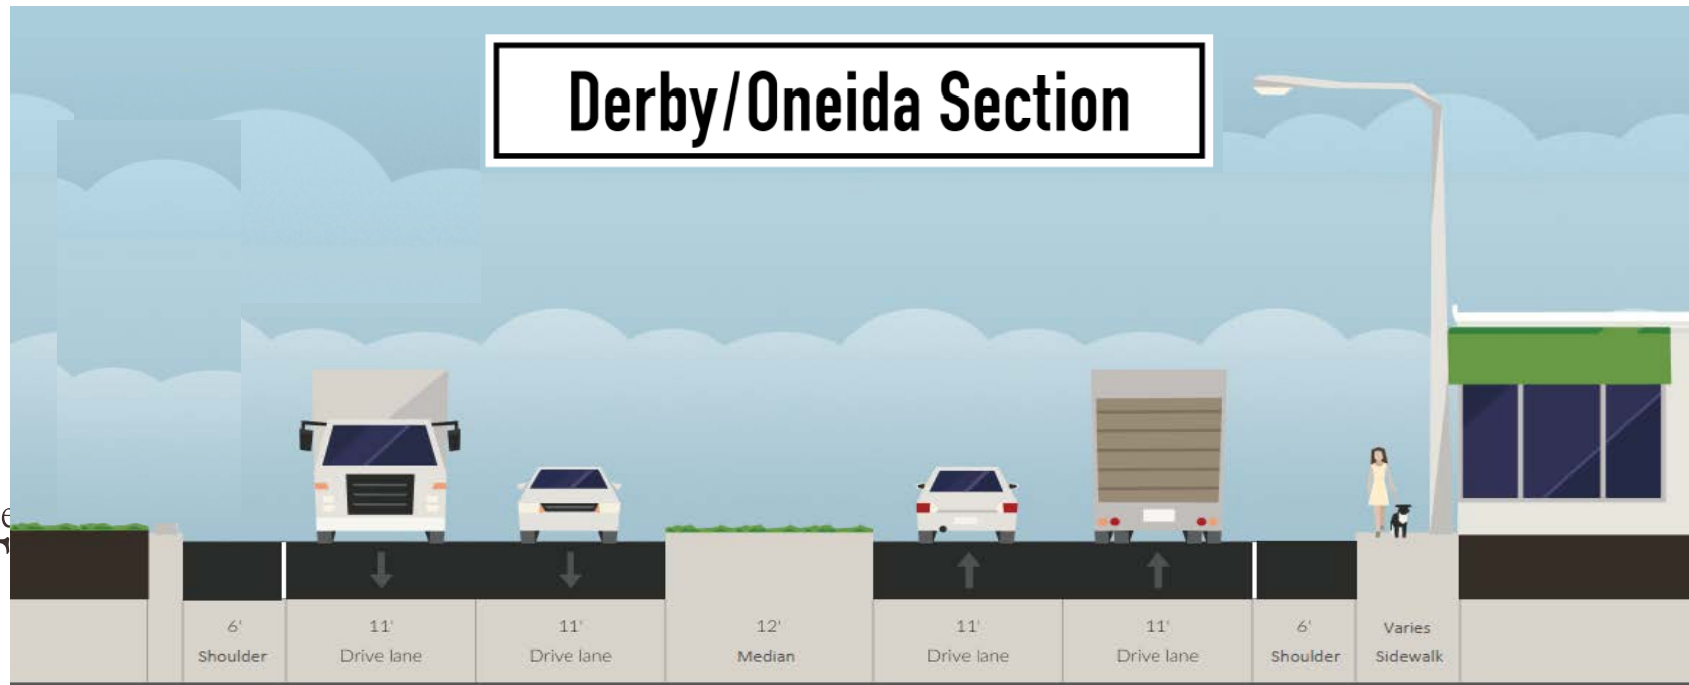 Derby/Oneida Section
6'
Shoulder
11'
Drive lane
11'
Drive lane
12'
Median
11'
Drive lane
11'
Drive lane
6'
Shoulder
Varies
Sidewalk